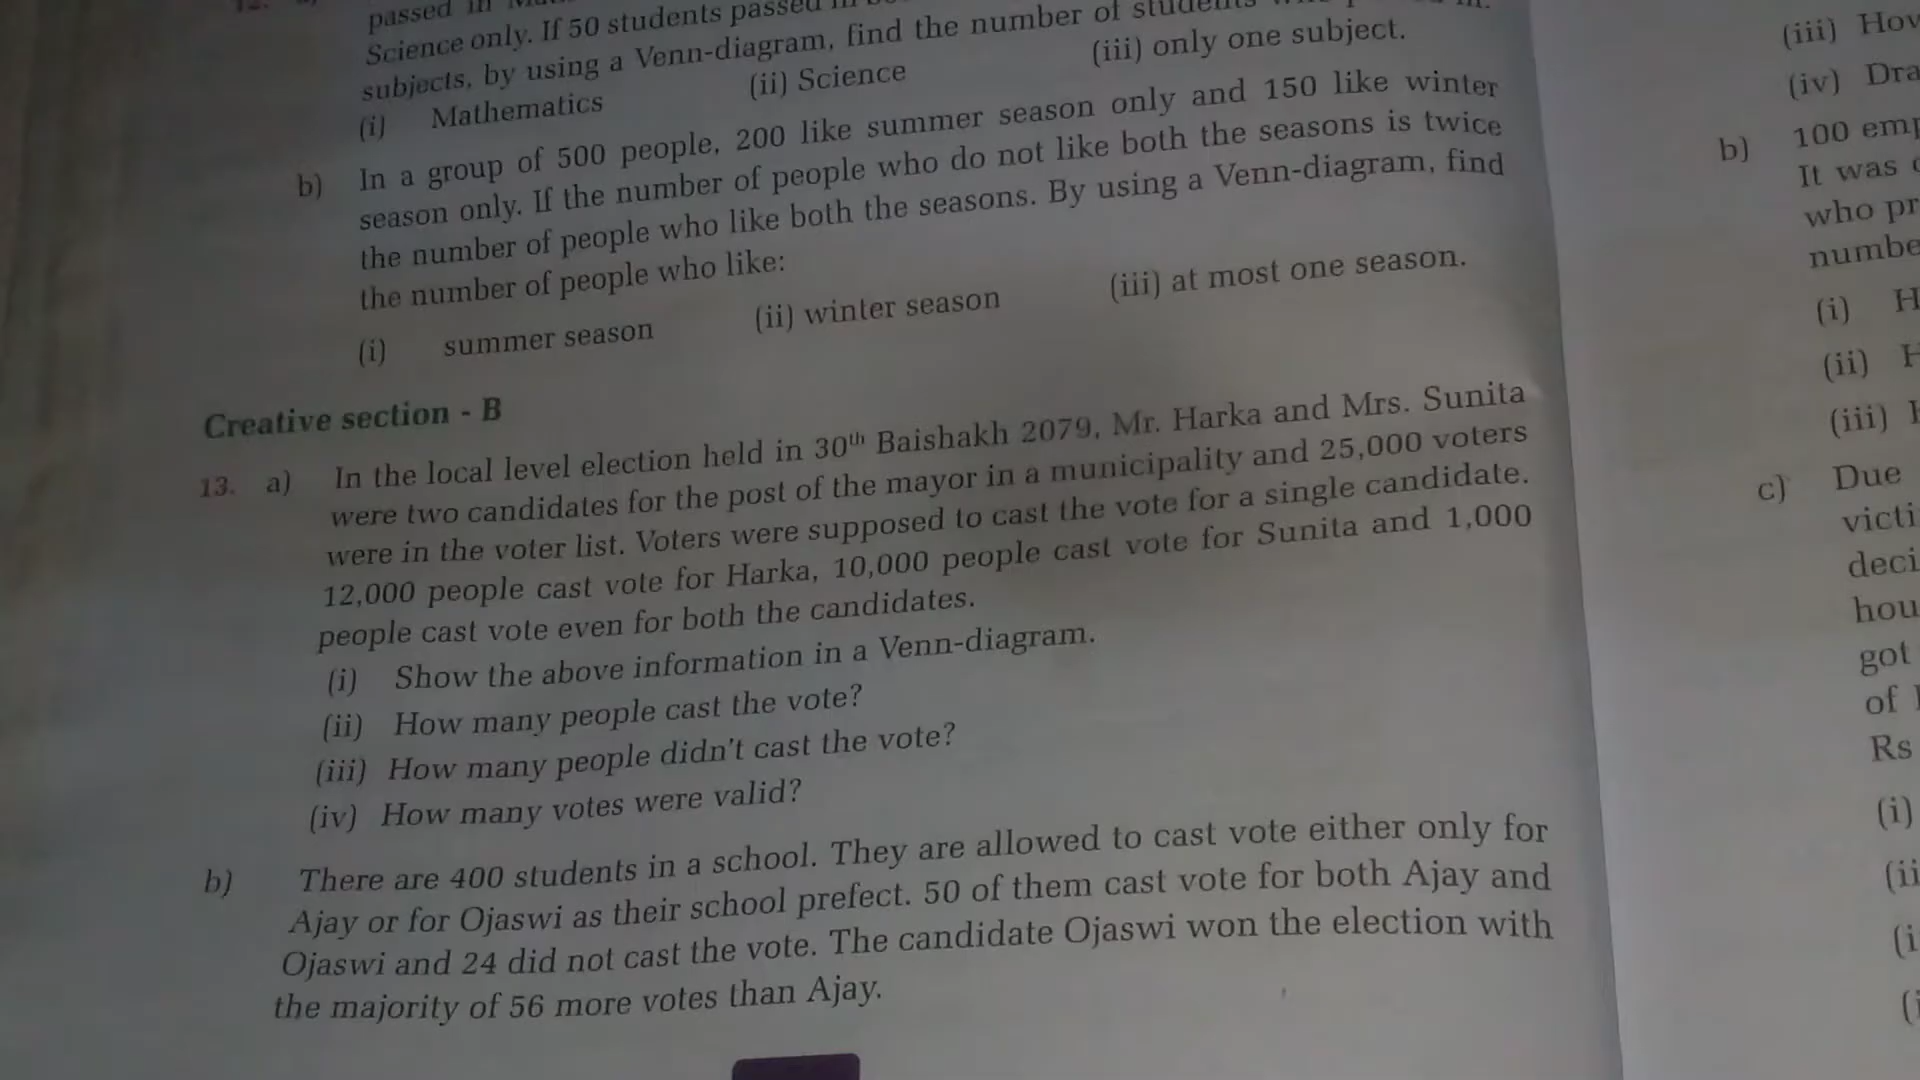 passed in
Science only. If 50 students passed in
subjects, by using a Venn-diagram, find the number of students
(i) Mathematics (ii) Science (iii) only one subject.
b) In a group of 500 people, 200 like summer season only and 150 like winter
season only. If the number of people who do not like both the seasons is twice
the number of people who like both the seasons. By using a Venn-diagram, find
the number of people who like:
(i) summer season (ii) winter season (iii) at most one season.
Creative section - B
13. a) In the local level election held in 30th Baishakh 2079, Mr. Harka and Mrs. Sunita
were two candidates for the post of the mayor in a municipality and 25,000 voters
were in the voter list. Voters were supposed to cast the vote for a single candidate.
12,000 people cast vote for Harka, 10,000 people cast vote for Sunita and 1,000
people cast vote even for both the candidates.
(i) Show the above information in a Venn-diagram.
(ii) How many people cast the vote?
(iii) How many people didn't cast the vote?
(iv) How many votes were valid?
b) There are 400 students in a school. They are allowed to cast vote either only for
Ajay or for Ojaswi as their school prefect. 50 of them cast vote for both Ajay and
Ojaswi and 24 did not cast the vote. The candidate Ojaswi won the election with
the majority of 56 more votes than Ajay.
(iii)
(iv)
b) 100
It was
who
(i)
(ii)
(iii)
c) Due
got
of
Rs
(i)